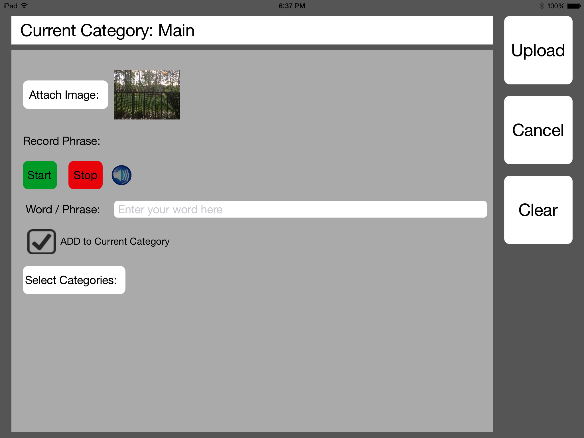 iPad 6:37 PM 100%
Current Category: Main
Upload
Attach Image:
Cancel
Record Phrase:
Start Stop
Clear
Word / Phrase: Enter your word here
ADD to Current Category
Select Categories: